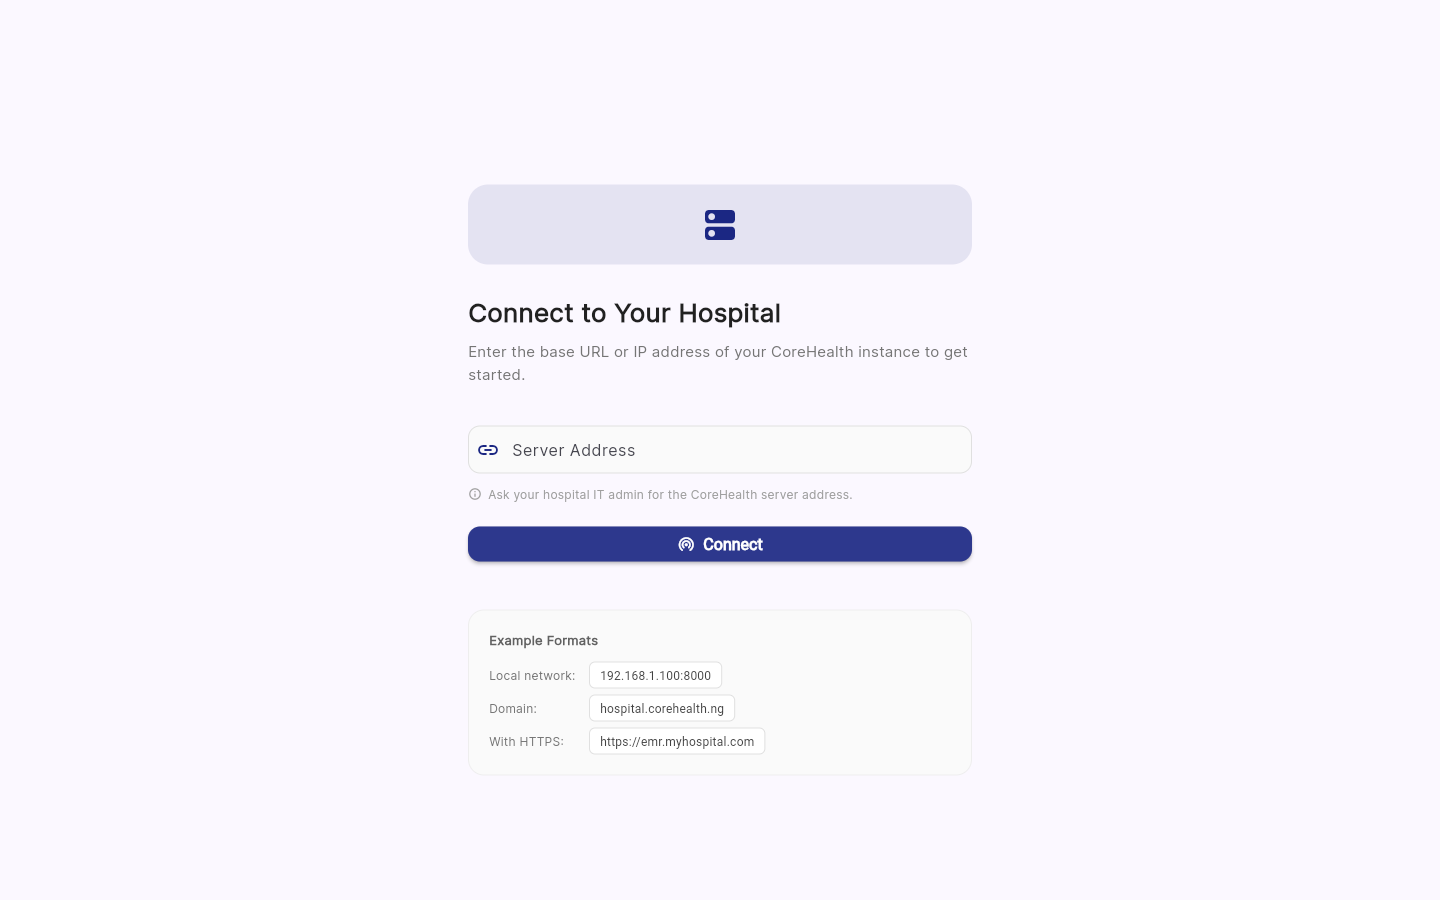 Connect to Your Hospital
Enter the base URL or IP address of your CoreHealth instance to get
started.
Server Address
Ask your hospital IT admin for the CoreHealth server address.
Connect
Example Formats
Local network: 192.168.1.100:8000
Domain: hospital.corehealth.ng
With HTTPS: https://emr.myhospital.com